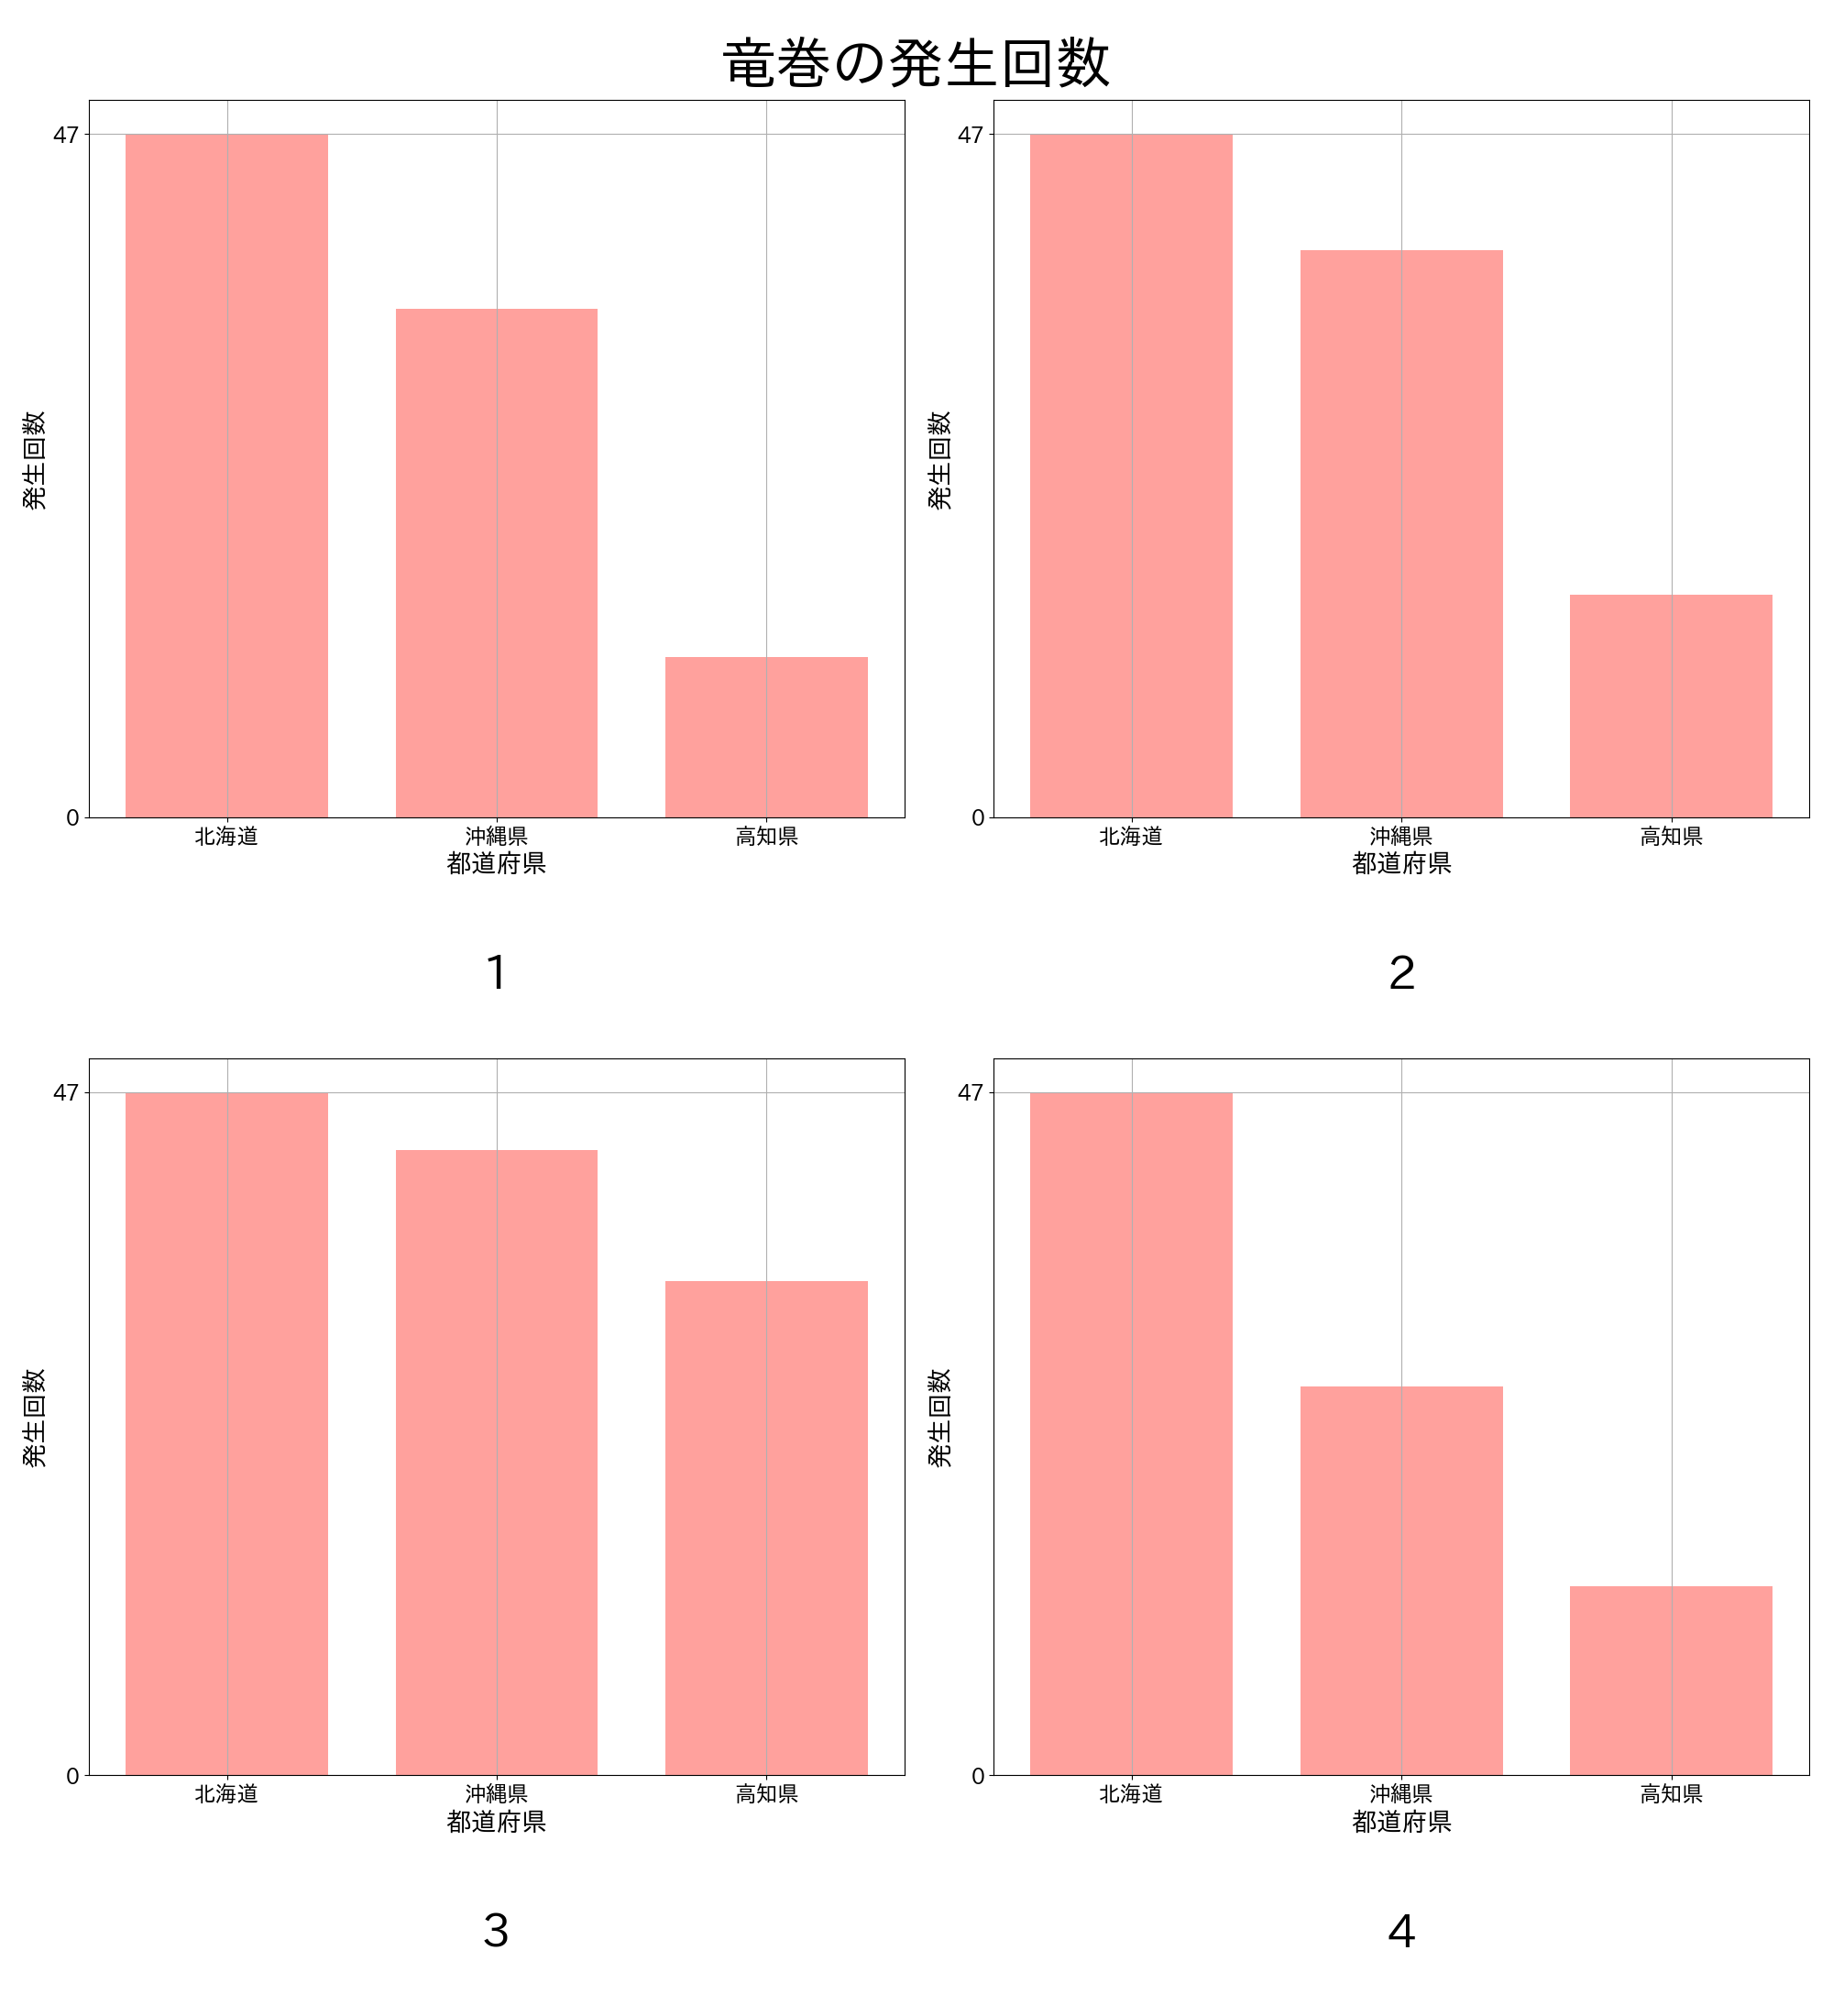 竜巻の発生回数
47
0
発生回数
北海道 沖縄県 高知県
都道府県
1
47
0
発生回数
北海道 沖縄県 高知県
都道府県
2
47
0
発生回数
北海道 沖縄県 高知県
都道府県
3
47
0
発生回数
北海道 沖縄県 高知県
都道府県
4